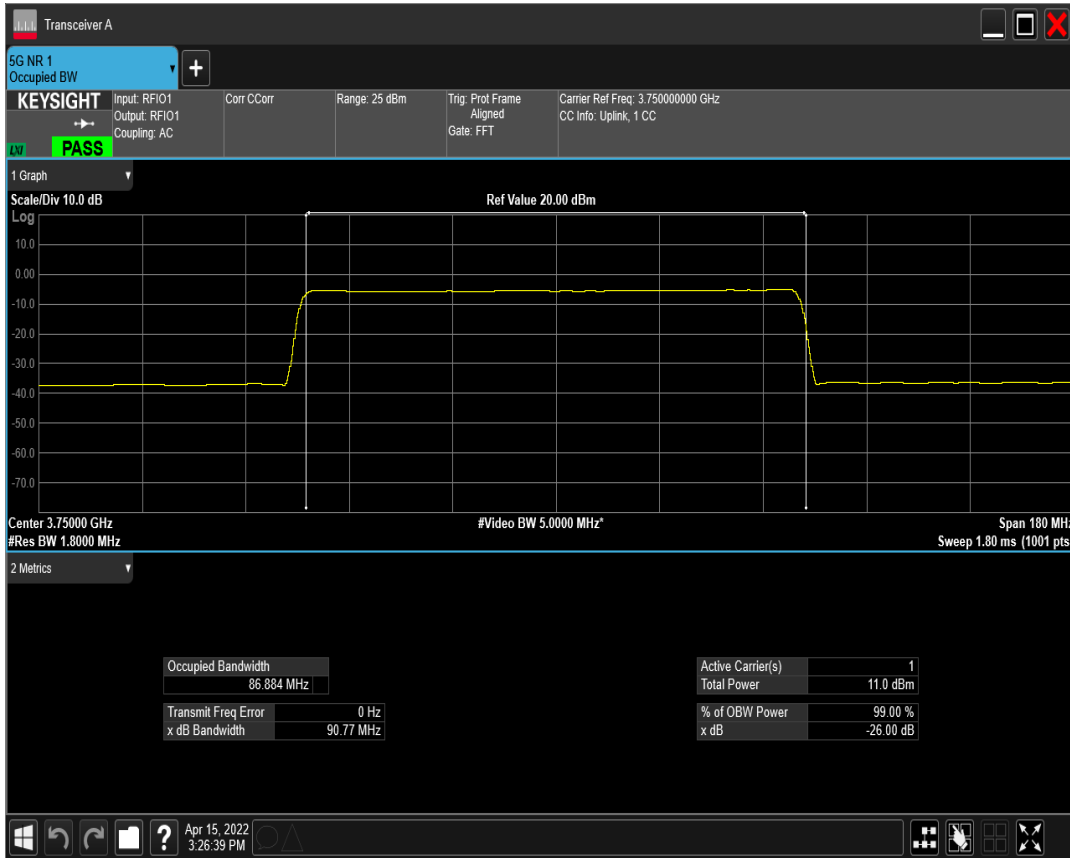 Transceiver A
5G NR 1
Occupied BW
+
KEYSIGHT
LXI
PASS
Input: RFIO1
Output: RFIO1
Coupling: AC
Corr CCorr
Range: 25 dBm
Trig: Prot Frame
Aligned
Gate: FFT
Carrier Ref Freq: 3.750000000 GHz
CC Info: Uplink, 1 CC
1 Graph
Scale/Div 10.0 dB
Ref Value 20.00 dBm
Log
10.0
0.00
-10.0
-20.0
-30.0
-40.0
-50.0
-60.0
-70.0
Center 3.75000 GHz
#Video BW 5.0000 MHz*
Span 180 MHz
#Res BW 1.8000 MHz
Sweep 1.80 ms (1001 pts
2 Metrics
Occupied Bandwidth
86.884 MHz
Transmit Freq Error 0 Hz
x dB Bandwidth 90.77 MHz
Active Carrier(s) 1
Total Power 11.0 dBm
% of OBW Power 99.00 %
x dB -26.00 dB
?
Apr 15, 2022
3:26:39 PM